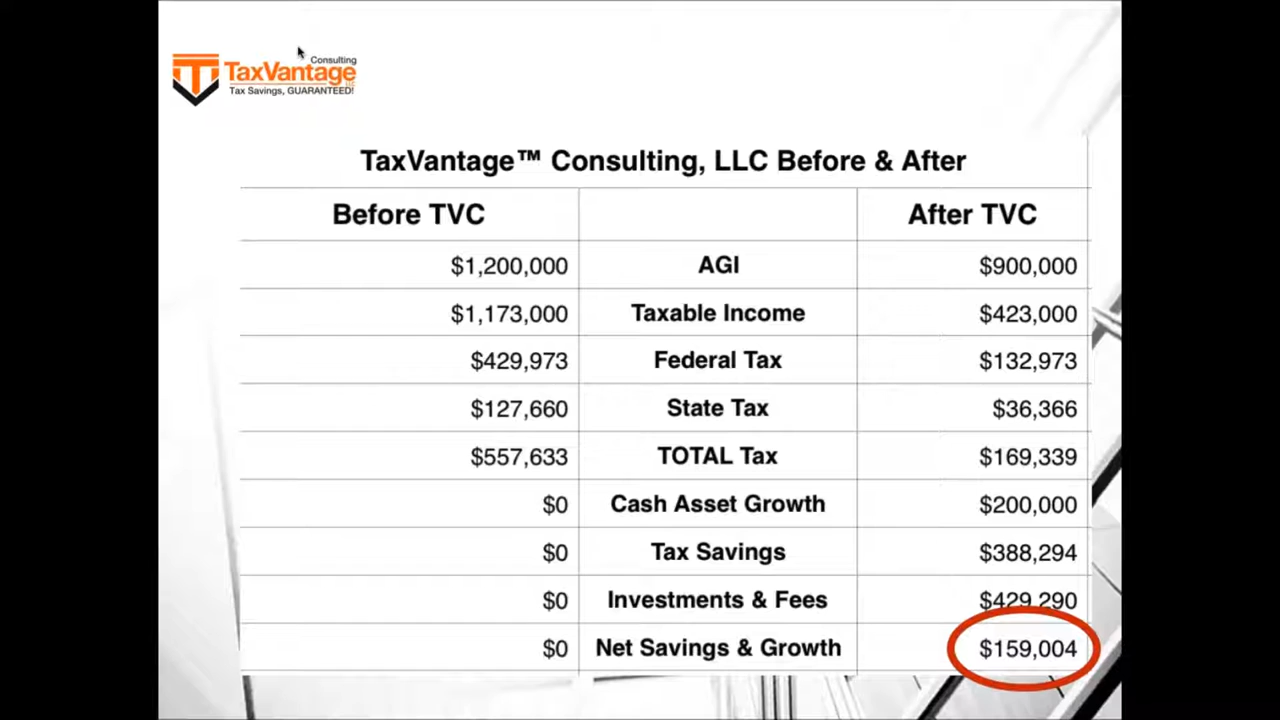 Consulting
TaxVantage
LLC
Tax Savings, GUARANTEED!
TaxVantage™ Consulting, LLC Before & After
Before TVC After TVC
$1,200,000 AGI $900,000
$1,173,000 Taxable Income $423,000
$429,973 Federal Tax $132,973
$127,660 State Tax $36,366
$557,633 TOTAL Tax $169,339
$0 Cash Asset Growth $200,000
$0 Tax Savings $388,294
$0 Investments & Fees $429,290
$0 Net Savings & Growth $159,004